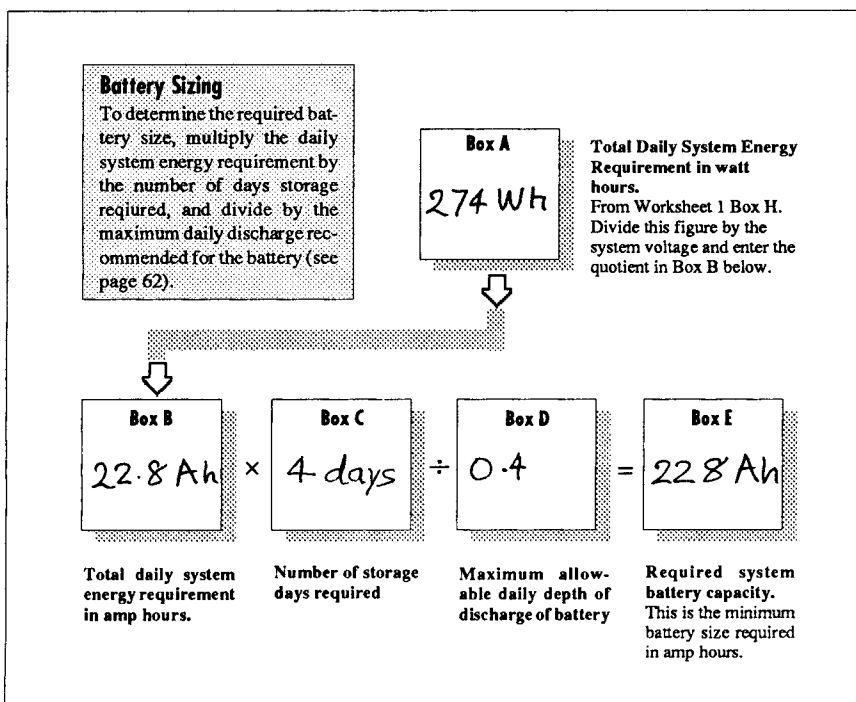 Battery Sizing
To determine the required bat-
tery size, multiply the daily
system energy requirement by
the number of days storage
reqiured, and divide by the
maximum daily discharge rec-
ommended for the battery (see
page 62).
Box A
274 Wh
Total Daily System Energy
Requirement in watt
hours.
From Worksheet 1 Box H.
Divide this figure by the
system voltage and enter the
quotient in Box B below.
Box B
22.8 Ah
×
Box C
4 days
÷
Box D
0.4
=
Box E
228 Ah
Total daily system
energy requirement
in amp hours.
Number of storage
days required
Maximum allow-
able daily depth of
discharge of battery
Required system
battery capacity.
This is the minimum
battery size required
in amp hours.